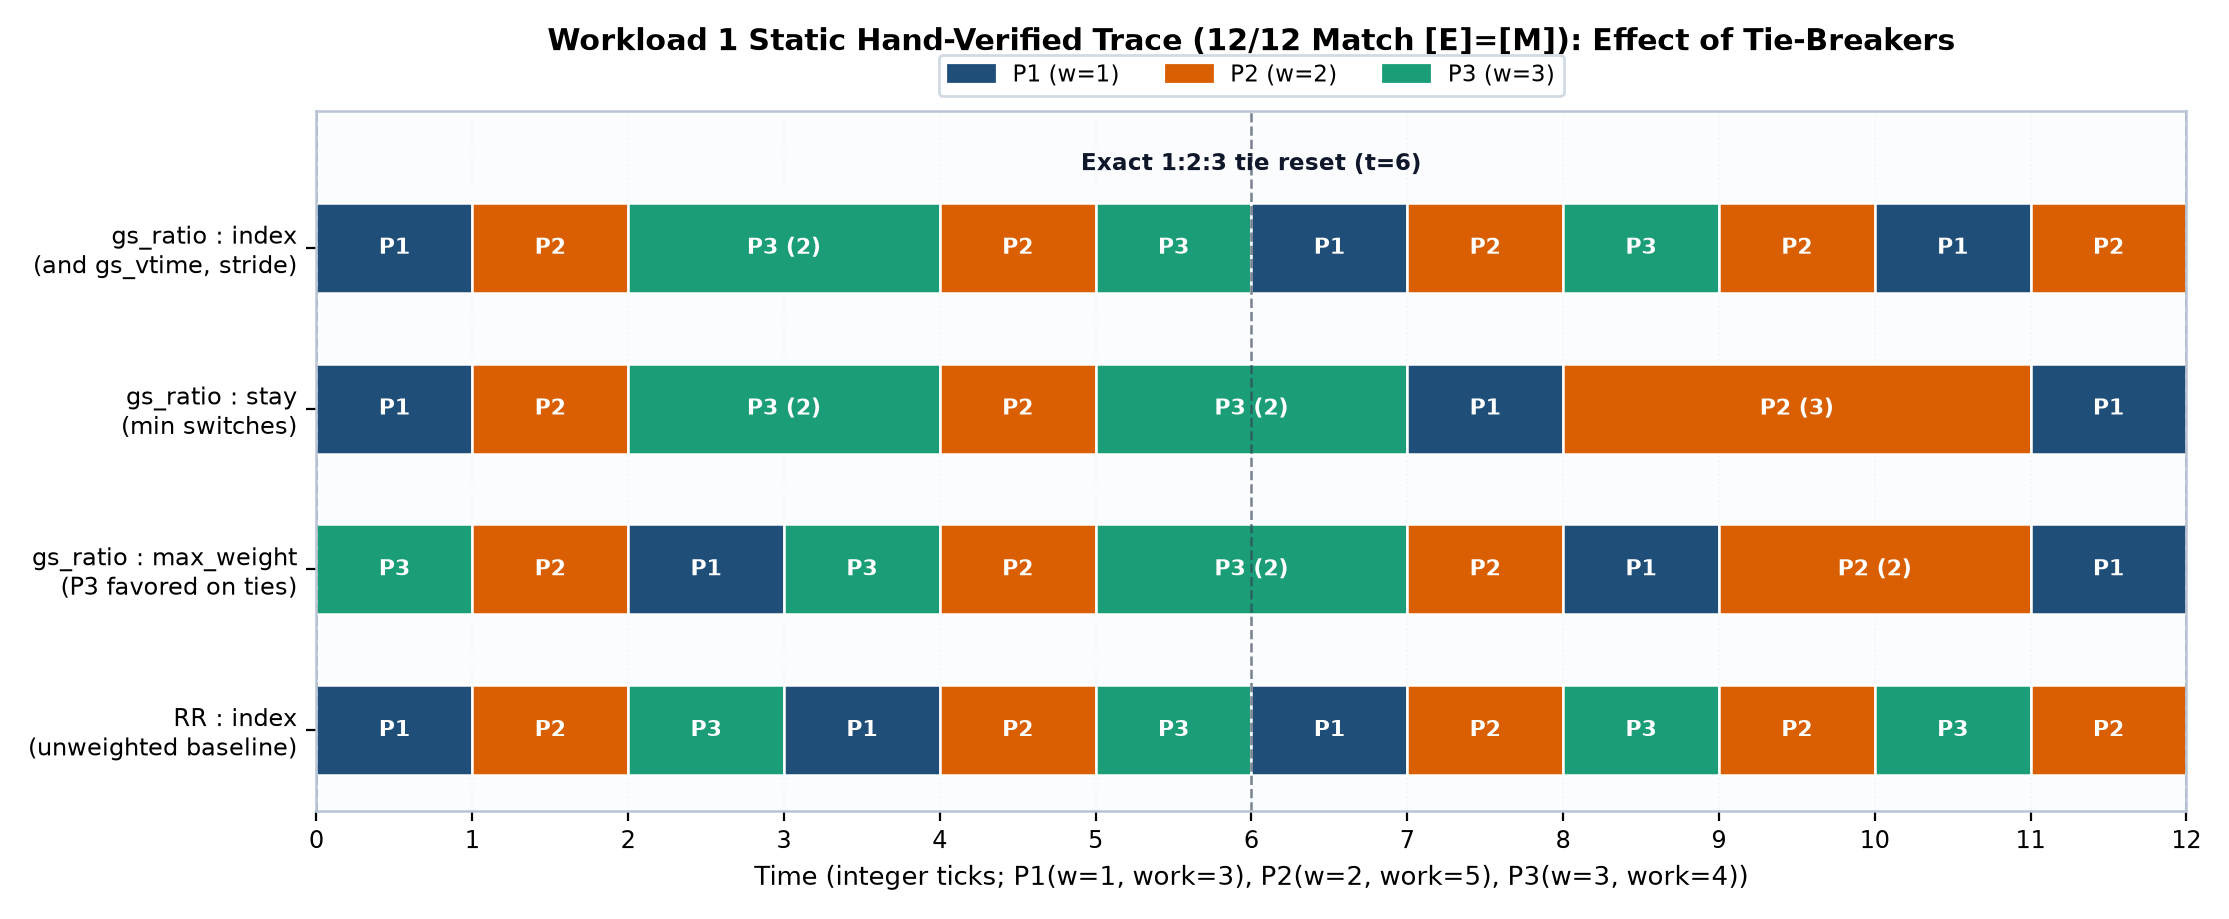 Workload 1 Static Hand-Verified Trace (12/12 Match [E]=[M]): Effect of Tie-Breakers
P1 (w=1) P2 (w=2) P3 (w=3)
Exact 1:2:3 tie reset (t=6)
gs_ratio : index
(and gs_vtime, stride)
P1 P2 P3 (2) P2 P3 P1 P2 P3 P2 P1 P2
gs_ratio : stay
(min switches)
P1 P2 P3 (2) P2 P3 (2) P1 P2 (3) P1
gs_ratio : max_weight
(P3 favored on ties)
P3 P2 P1 P3 P2 P3 (2) P2 P1 P2 (2) P1
RR : index
(unweighted baseline)
P1 P2 P3 P1 P2 P3 P1 P2 P3 P2 P3 P2
0 1 2 3 4 5 6 7 8 9 10 11 12
Time (integer ticks; P1(w=1, work=3), P2(w=2, work=5), P3(w=3, work=4))